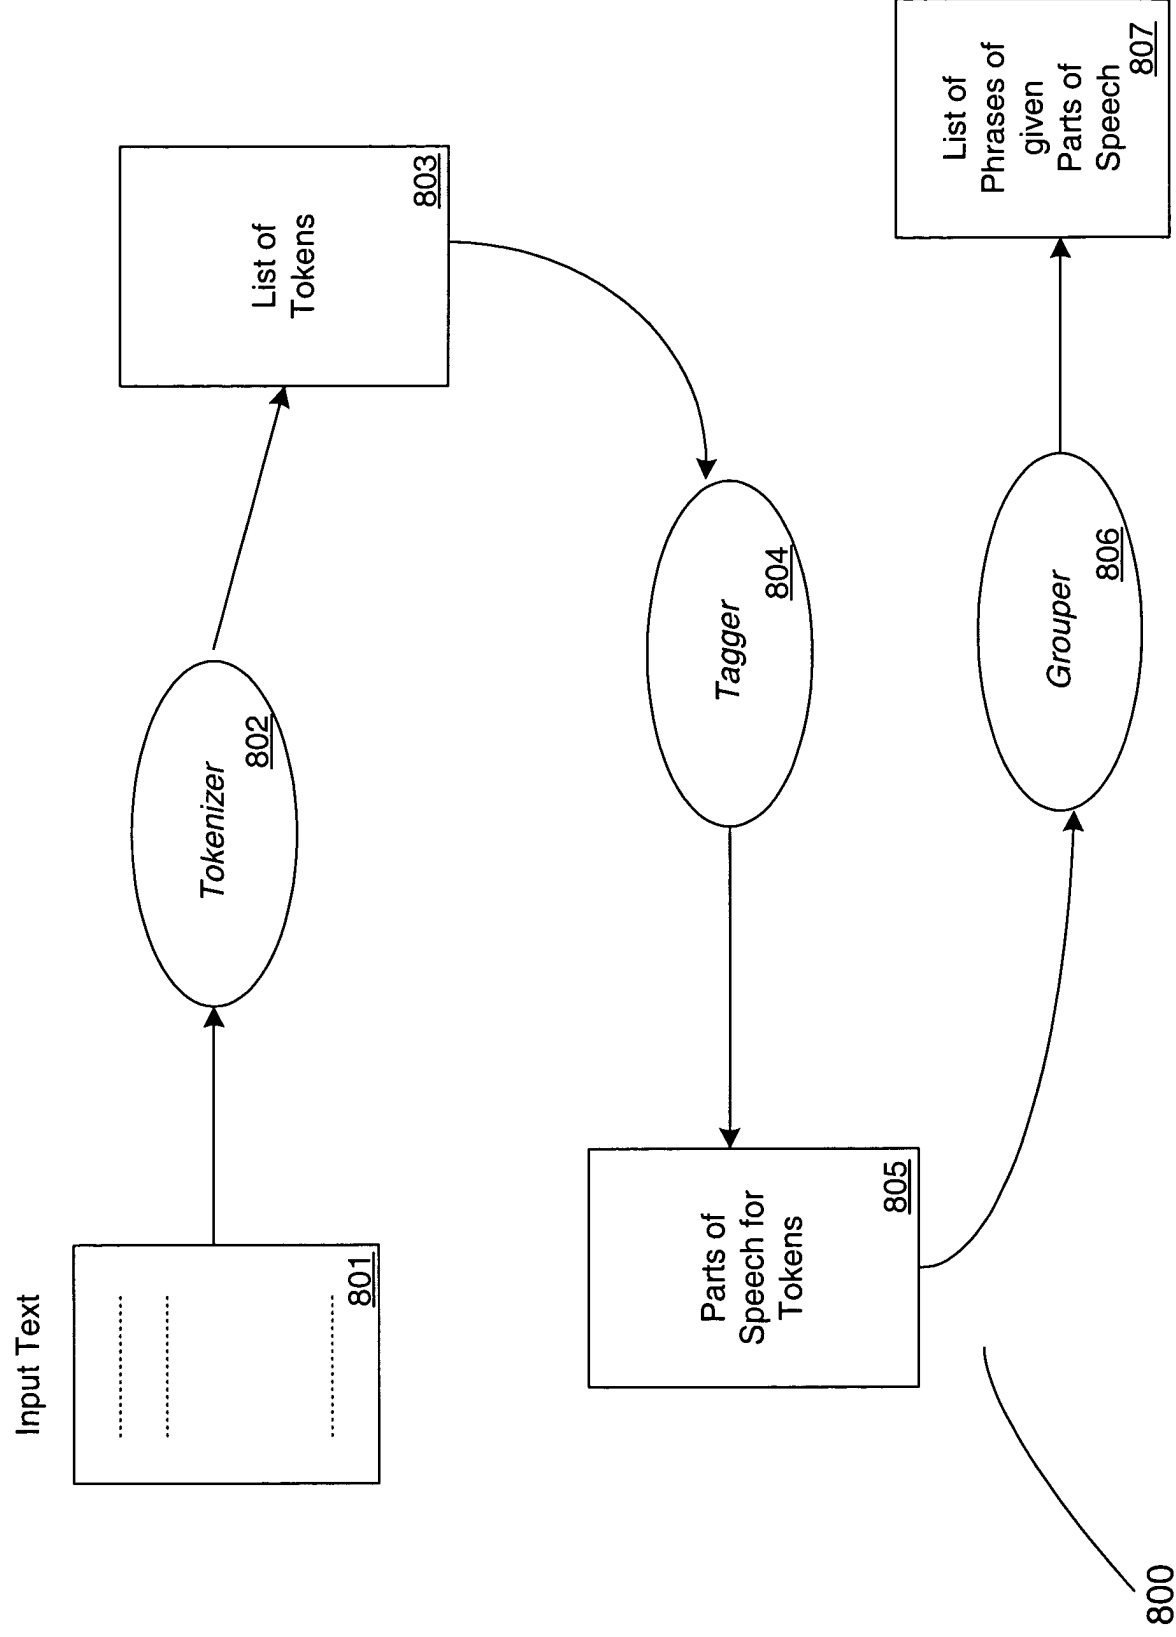 Input Text
801
Tokenizer
802
List of
Tokens
803
Tagger
804
Parts of
Speech for
Tokens
805
Grouper
806
List of
Phrases of
given
Parts of
Speech
807
800